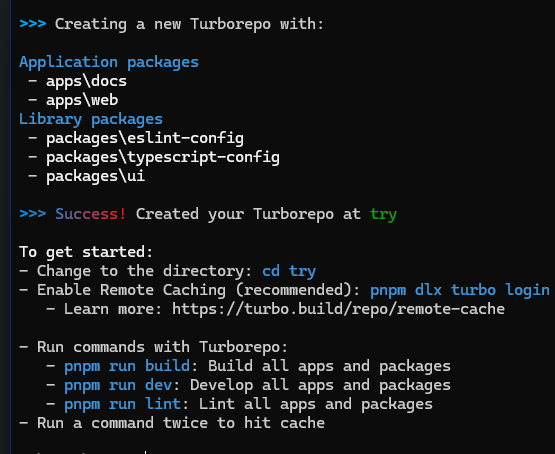 >>> Creating a new Turborepo with:
Application packages
- apps\docs
- apps\web
Library packages
- packages\eslint-config
- packages\typescript-config
- packages\ui
>>> Success! Created your Turborepo at try
To get started:
- Change to the directory: cd try
- Enable Remote Caching (recommended): pnpm dlx turbo login
- Learn more: https://turbo.build/repo/remote-cache
- Run commands with Turborepo:
- pnpm run build: Build all apps and packages
- pnpm run dev: Develop all apps and packages
- pnpm run lint: Lint all apps and packages
- Run a command twice to hit cache